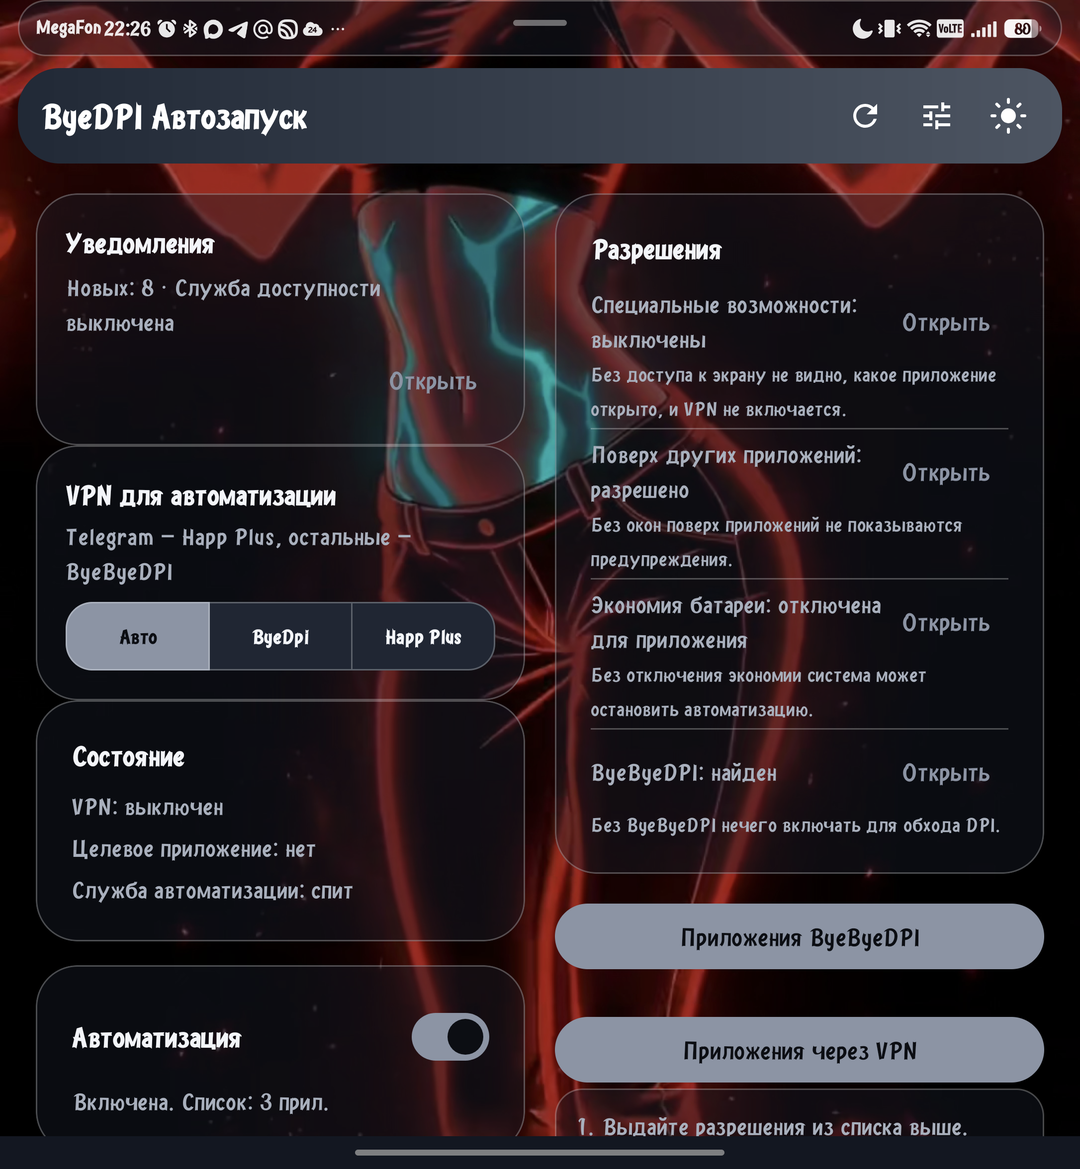 MegaFon 22:26 24 ... VoLTE 80
ByeDPI Автозапуск
Уведомления
Новых: 8 · Служба доступности
выключена
Открыть
VPN для автоматизации
Telegram — Happ Plus, остальные —
ByeByeDPI
Авто ByeDpi Happ Plus
Состояние
VPN: выключен
Целевое приложение: нет
Служба автоматизации: спит
Автоматизация
Включена. Список: 3 прил.
Разрешения
Специальные возможности:
выключены
Открыть
Без доступа к экрану не видно, какое приложение
открыто, и VPN не включается.
Поверх других приложений:
разрешено
Открыть
Без окон поверх приложений не показываются
предупреждения.
Экономия батареи: отключена
для приложения
Открыть
Без отключения экономии система может
остановить автоматизацию.
ByeByeDPI: найден
Открыть
Без ByeByeDPI нечего включать для обхода DPI.
Приложения ByeByeDPI
Приложения через VPN
1. Выдайте разрешения из списка выше.